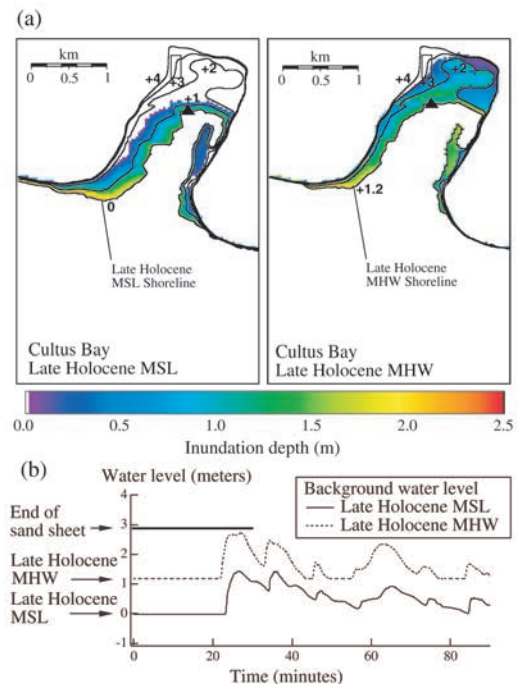 (a)
km
0 0.5 1
+4
+2
+3
+1
0
Late Holocene
MSL Shoreline
Cultus Bay
Late Holocene MSL
km
0 0.5 1
+4
+2
+3
+1.2
Late Holocene
MHW Shoreline
Cultus Bay
Late Holocene MHW
0.0 0.5 1.0 1.5 2.0 2.5
Inundation depth (m)
(b)
Water level (meters)
Background water level
Late Holocene MSL
Late Holocene MHW
End of
sand sheet
Late Holocene
MHW
Late Holocene
MSL
4
3
2
1
0
-1
0 20 40 60 80
Time (minutes)